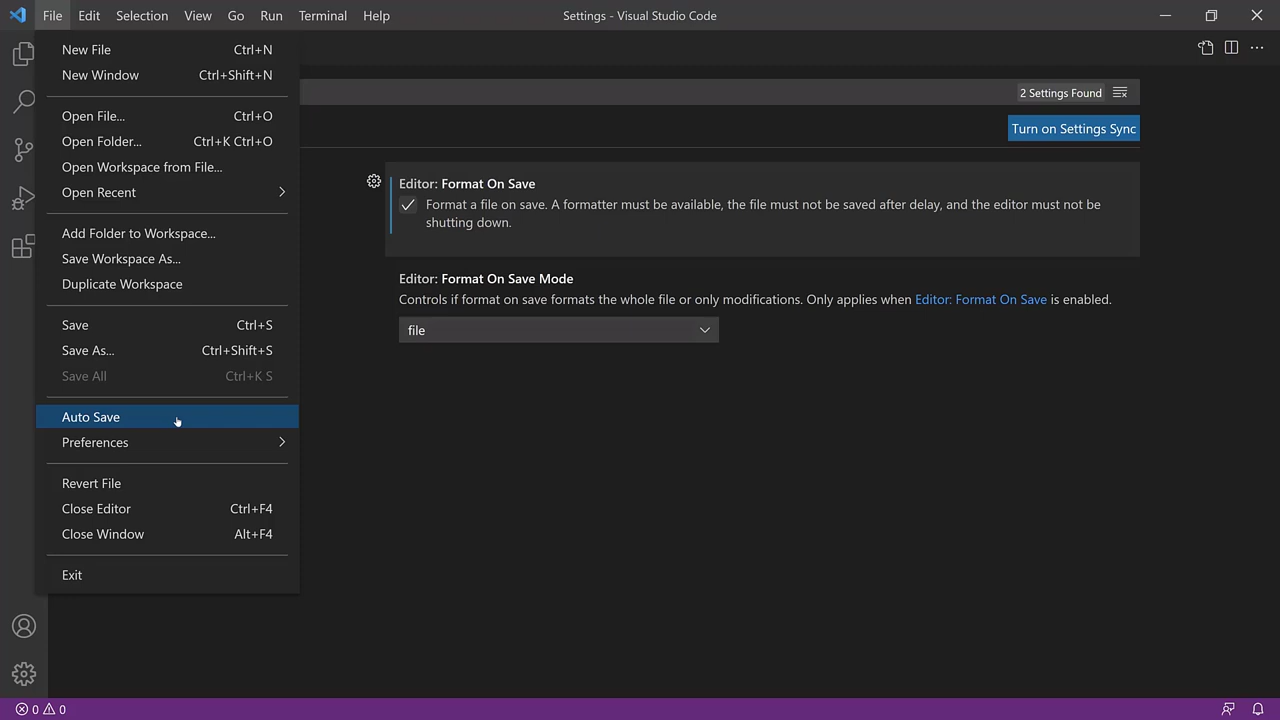 File Edit Selection View Go Run Terminal Help Settings - Visual Studio Code
New File Ctrl+N
New Window Ctrl+Shift+N
Open File... Ctrl+O
Open Folder... Ctrl+K Ctrl+O
Open Workspace from File...
Open Recent
Add Folder to Workspace...
Save Workspace As...
Duplicate Workspace
Save Ctrl+S
Save As... Ctrl+Shift+S
Save All Ctrl+K S
Auto Save
Preferences
Revert File
Close Editor Ctrl+F4
Close Window Alt+F4
Exit
2 Settings Found
Turn on Settings Sync
Editor: Format On Save
Format a file on save. A formatter must be available, the file must not be saved after delay, and the editor must not be
shutting down.
Editor: Format On Save Mode
Controls if format on save formats the whole file or only modifications. Only applies when Editor: Format On Save is enabled.
file
0 0